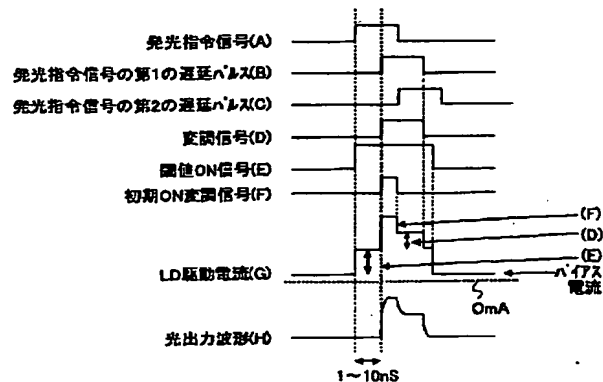 発光指令信号(A)
発光指令信号の第1の遅延パルス(B)
発光指令信号の第2の遅延パルス(C)
変調信号(D)
閾値ON信号(E)
初期ON変調信号(F)
(F)
(D)
(E)
LD駆動電流(G)
バイアス
電流
0mA
光出力波形(H)
1~10nS